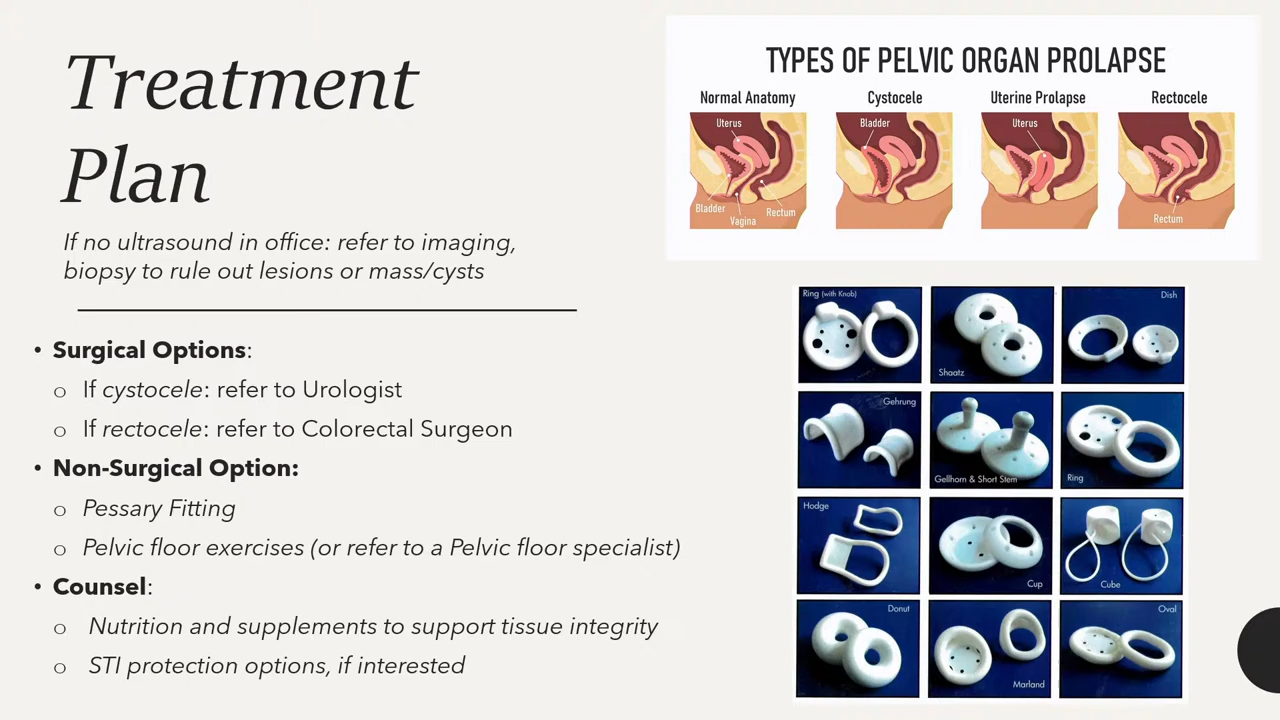 Treatment
Plan
If no ultrasound in office: refer to imaging,
biopsy to rule out lesions or mass/cysts
• Surgical Options:
o If cystocele: refer to Urologist
o If rectocele: refer to Colorectal Surgeon
• Non-Surgical Option:
o Pessary Fitting
o Pelvic floor exercises (or refer to a Pelvic floor specialist)
• Counsel:
o Nutrition and supplements to support tissue integrity
o STI protection options, if interested
TYPES OF PELVIC ORGAN PROLAPSE
Normal Anatomy
Uterus
Bladder
Vagina
Rectum
Cystocele
Bladder
Uterine Prolapse
Uterus
Rectocele
Rectum
Ring (with Knob)
Shaatz
Dish
Gehrung
Gellhorn & Short Stem
Ring
Hodge
Cup
Cube
Donut
Marland
Oval